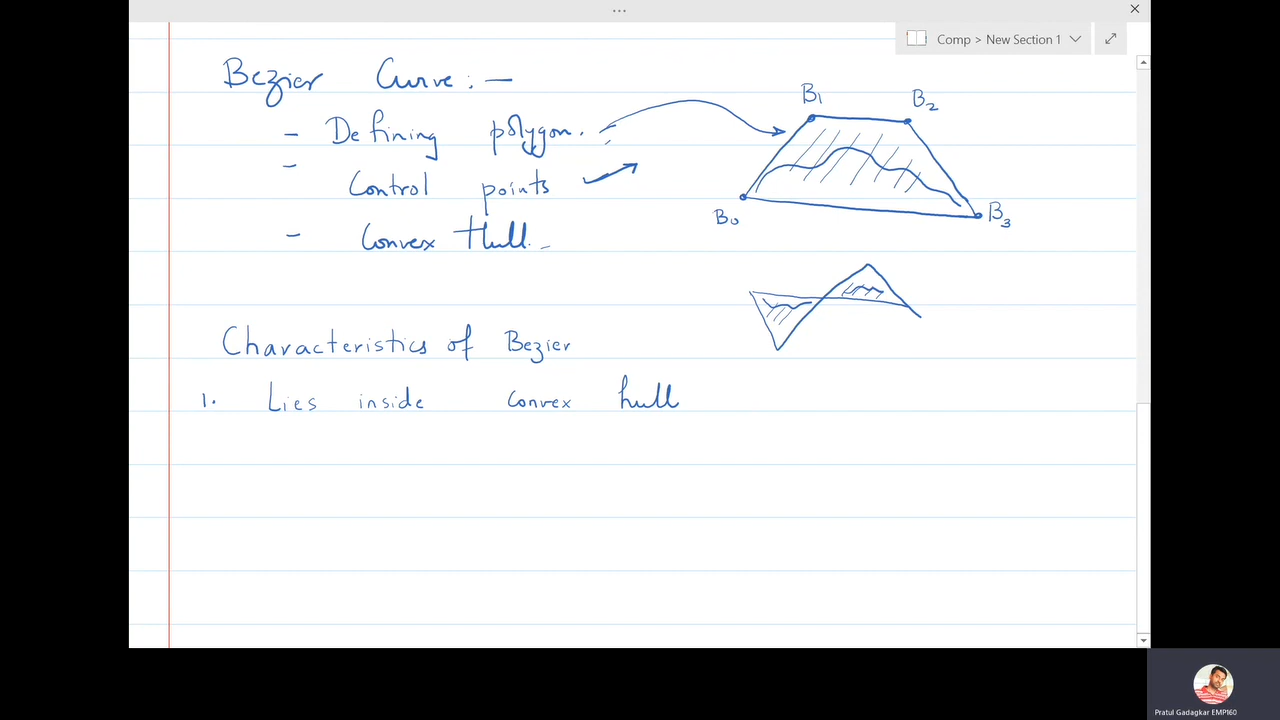 Comp > New Section 1
Bezier Curve: —
B1
B2
- Defining polygon.
- Control points
B0
B3
- Convex Hull.
Characteristics of Bezier
1. Lies inside convex hull
Pratul Gadagkar EMP160